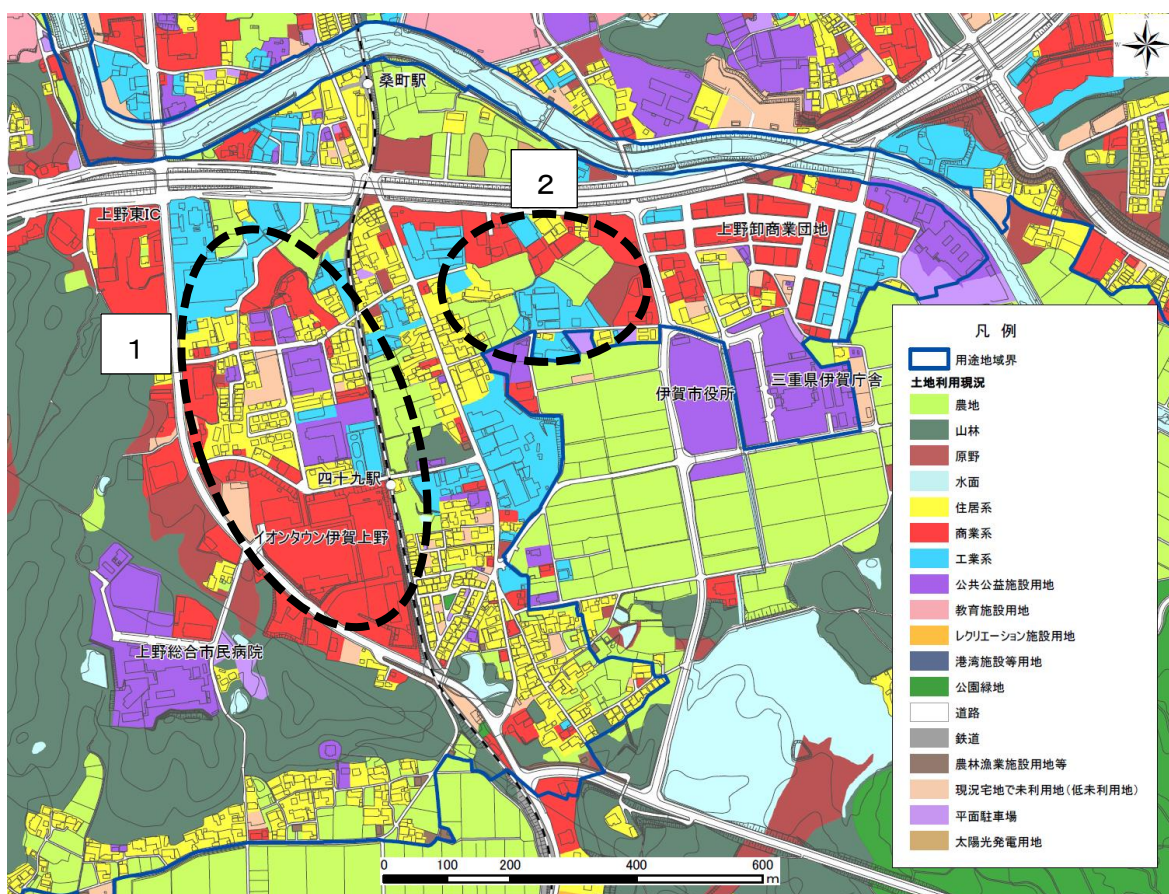 N
W
E
S
桑町駅
2
上野東IC
上野卸商業団地
1
伊賀市役所
三重県伊賀庁舎
四十九駅
イオンタウン伊賀上野
上野総合市民病院
凡 例
用途地域界
土地利用現況
農地
山林
原野
水面
住居系
商業系
工業系
公共公益施設用地
教育施設用地
レクリエーション施設用地
港湾施設等用地
公園緑地
道路
鉄道
農林漁業施設用地等
現況宅地で未利用地(低未利用地)
平面駐車場
太陽光発電用地
0 100 200 400 600
m